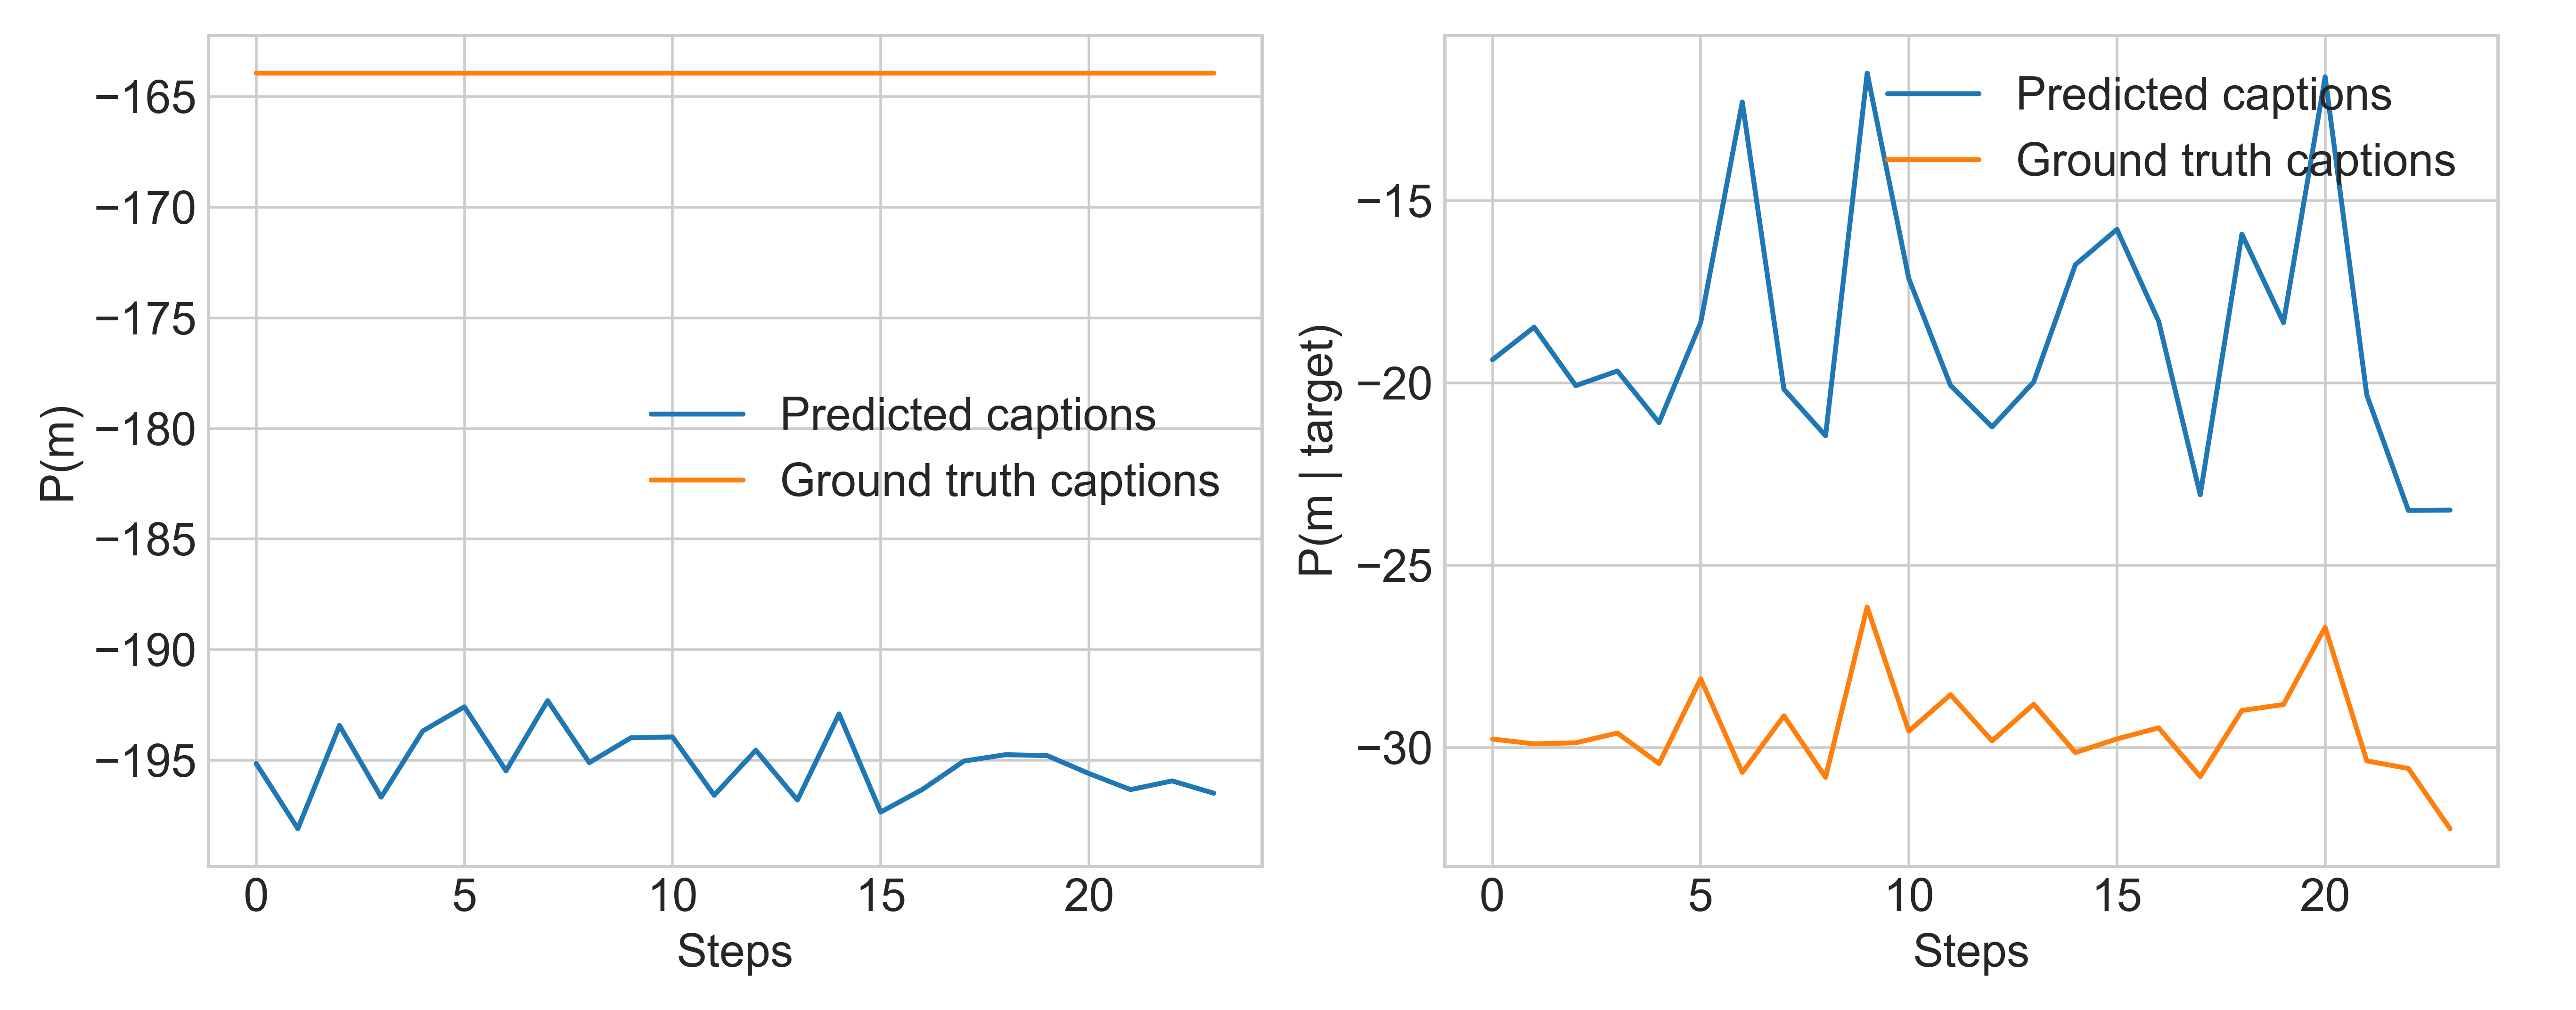 P(m)
−165
−170
−175
−180
−185
−190
−195
Predicted captions
Ground truth captions
0 5 10 15 20
Steps
P(m | target)
−15
−20
−25
−30
Predicted captions
Ground truth captions
0 5 10 15 20
Steps